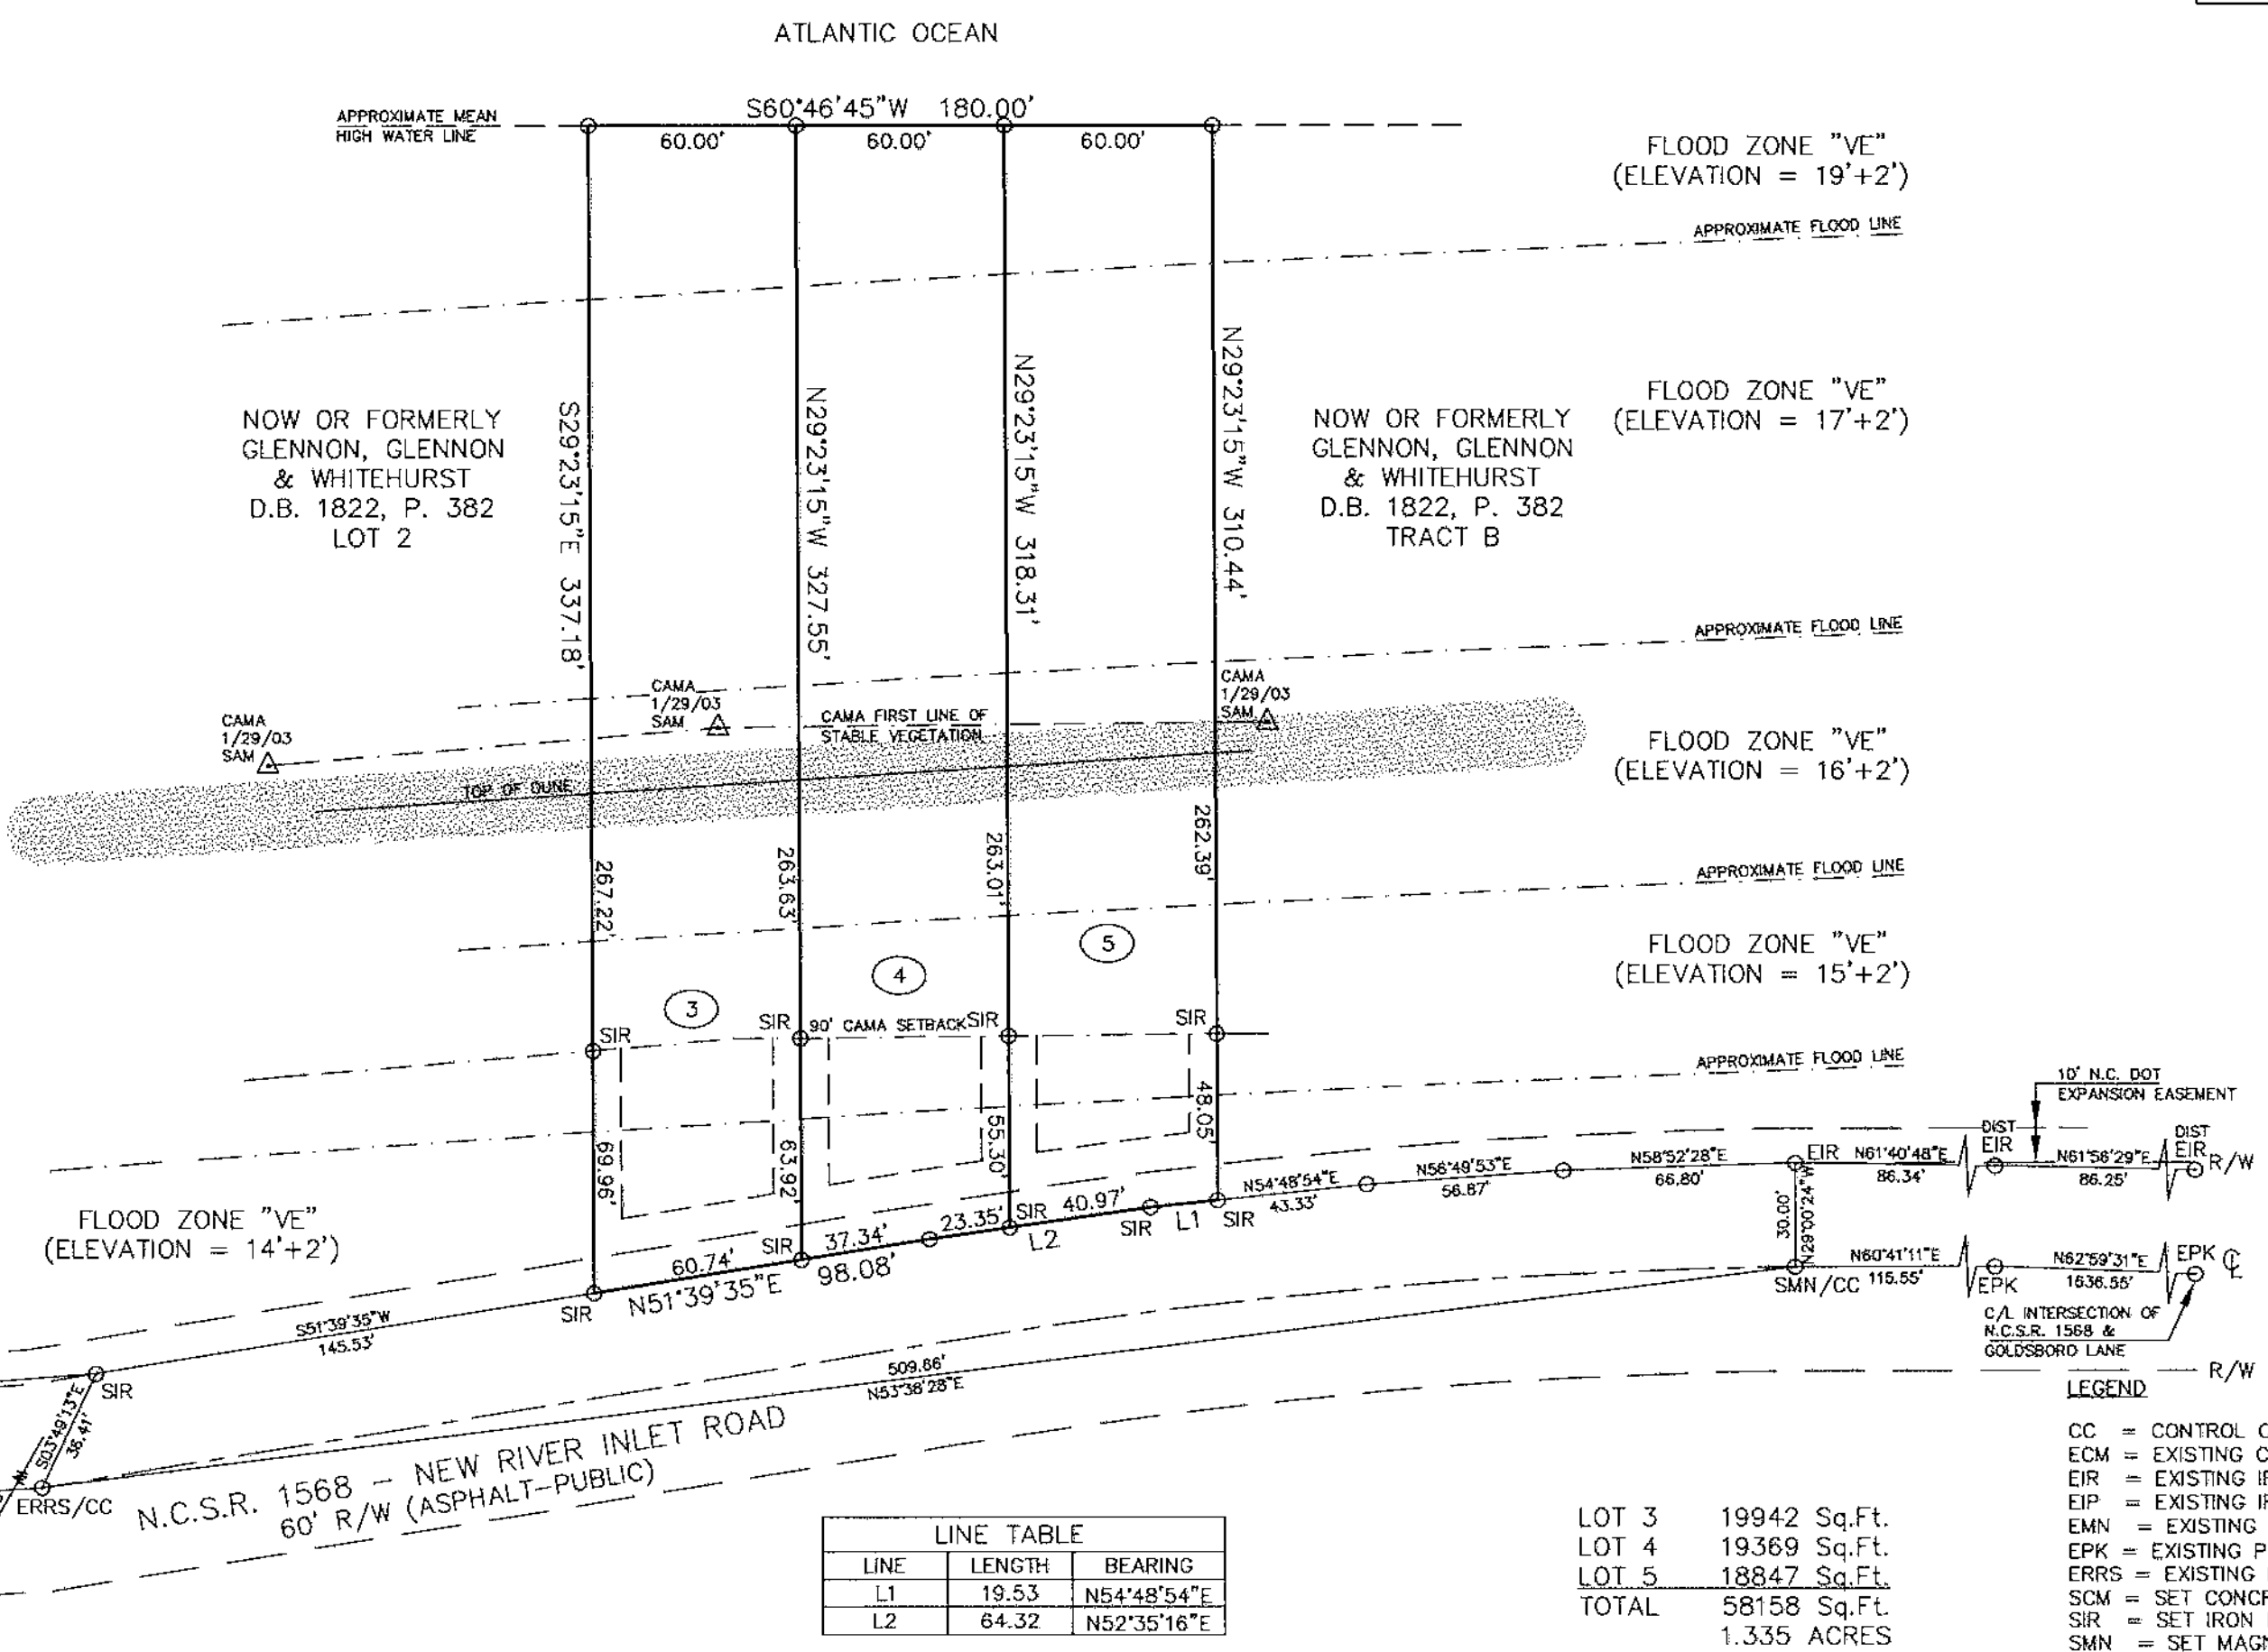 ATLANTIC OCEAN
S60°46'45"W 180.00'
APPROXIMATE MEAN
HIGH WATER LINE
60.00'
60.00'
60.00'
FLOOD ZONE "VE"
(ELEVATION = 19'+2')
APPROXIMATE FLOOD LINE
S29°23'15"E 337.18'
N29°23'15"W 327.55'
N29°23'15"W 318.31'
N29°23'15"W 310.44'
NOW OR FORMERLY
GLENNON, GLENNON
& WHITEHURST
D.B. 1822, P. 382
LOT 2
NOW OR FORMERLY
GLENNON, GLENNON
& WHITEHURST
D.B. 1822, P. 382
TRACT B
FLOOD ZONE "VE"
(ELEVATION = 17'+2')
APPROXIMATE FLOOD LINE
CAMA
1/29/03
SAM
CAMA
1/29/03
SAM
CAMA
1/29/03
SAM
CAMA FIRST LINE OF
STABLE VEGETATION
TOP OF DUNE
FLOOD ZONE "VE"
(ELEVATION = 16'+2')
267.22'
263.63'
263.01'
262.39'
APPROXIMATE FLOOD LINE
3
4
5
FLOOD ZONE "VE"
(ELEVATION = 15'+2')
SIR
SIR
90' CAMA SETBACK
SIR
SIR
APPROXIMATE FLOOD LINE
69.96'
63.92'
55.30'
48.05'
10' N.C. DOT
EXPANSION EASEMENT
FLOOD ZONE "VE"
(ELEVATION = 14'+2')
SIR
60.74'
SIR
37.34'
23.35'
SIR
40.97'
SIR
L1
SIR
L2
N51°39'35"E 98.08'
N54°48'54"E
43.33'
N56°49'53"E
56.87'
N58°52'28"E
66.80'
EIR
N61°40'48"E
86.34'
DIST
EIR
N61°56'29"E
86.25'
DIST
EIR
R/W
30.00'
N29°00'24"W
SMN/CC
N60°41'11"E
115.55'
EPK
N62°59'31"E
1636.55'
EPK
C/L INTERSECTION OF
N.C.S.R. 1568 &
GOLDSBORO LANE
R/W
S51°39'35"W
145.53'
SIR
S03°49'13"E
36.41'
ERRS/CC
509.86'
N53°38'28"E
N.C.S.R. 1568 - NEW RIVER INLET ROAD
60' R/W (ASPHALT-PUBLIC)
LINE TABLE
LINE LENGTH BEARING
L1 19.53 N54°48'54"E
L2 64.32 N52°35'16"E
LOT 3 19942 Sq.Ft.
LOT 4 19369 Sq.Ft.
LOT 5 18847 Sq.Ft.
TOTAL 58158 Sq.Ft.
1.335 ACRES
LEGEND
CC = CONTROL
ECM = EXISTING
EIR = EXISTING
EIP = EXISTING
EMN = EXISTING
EPK = EXISTING
ERRS = EXISTING
SCM = SET
SIR = SET IRON
SMN = SET